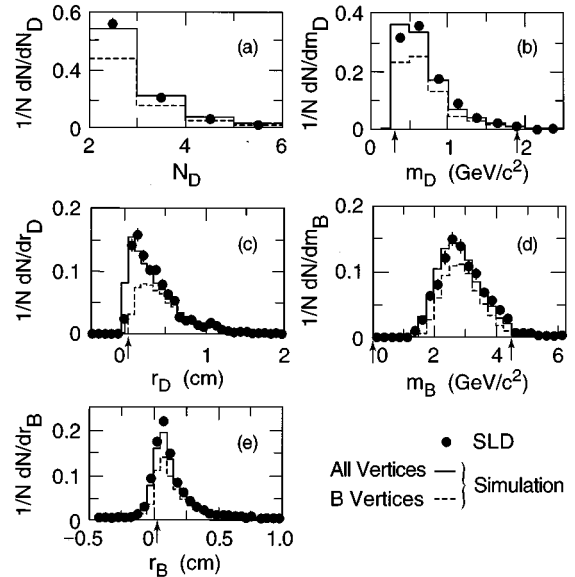 1/N dN/dN_D
0.6
0.4
0.2
0
(a)
2
4
6
N_D
1/N dN/dm_D
0.4
0.2
0
(b)
0
1
2
m_D (GeV/c²)
1/N dN/dr_D
0.2
0.1
0
(c)
0
1
2
r_D (cm)
1/N dN/dm_B
0.2
0.1
0
(d)
0
2
4
6
m_B (GeV/c²)
1/N dN/dr_B
0.2
0.1
0
(e)
−0.5
0
0.5
1.0
r_B (cm)
SLD
All Vertices
B Vertices
Simulation